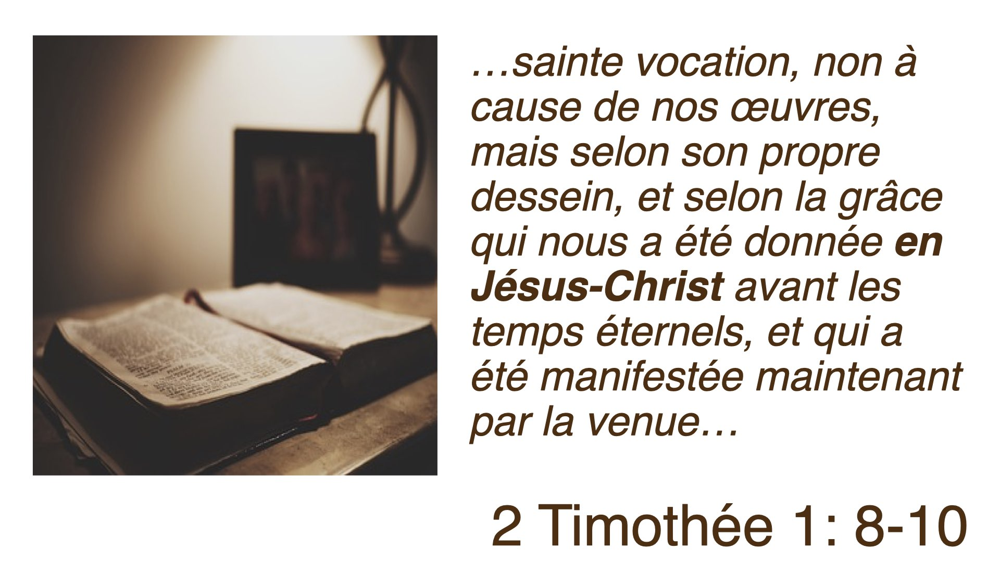 …sainte vocation, non à
cause de nos œuvres,
mais selon son propre
dessein, et selon la grâce
qui nous a été donnée en
Jésus-Christ avant les
temps éternels, et qui a
été manifestée maintenant
par la venue…
2 Timothée 1: 8-10